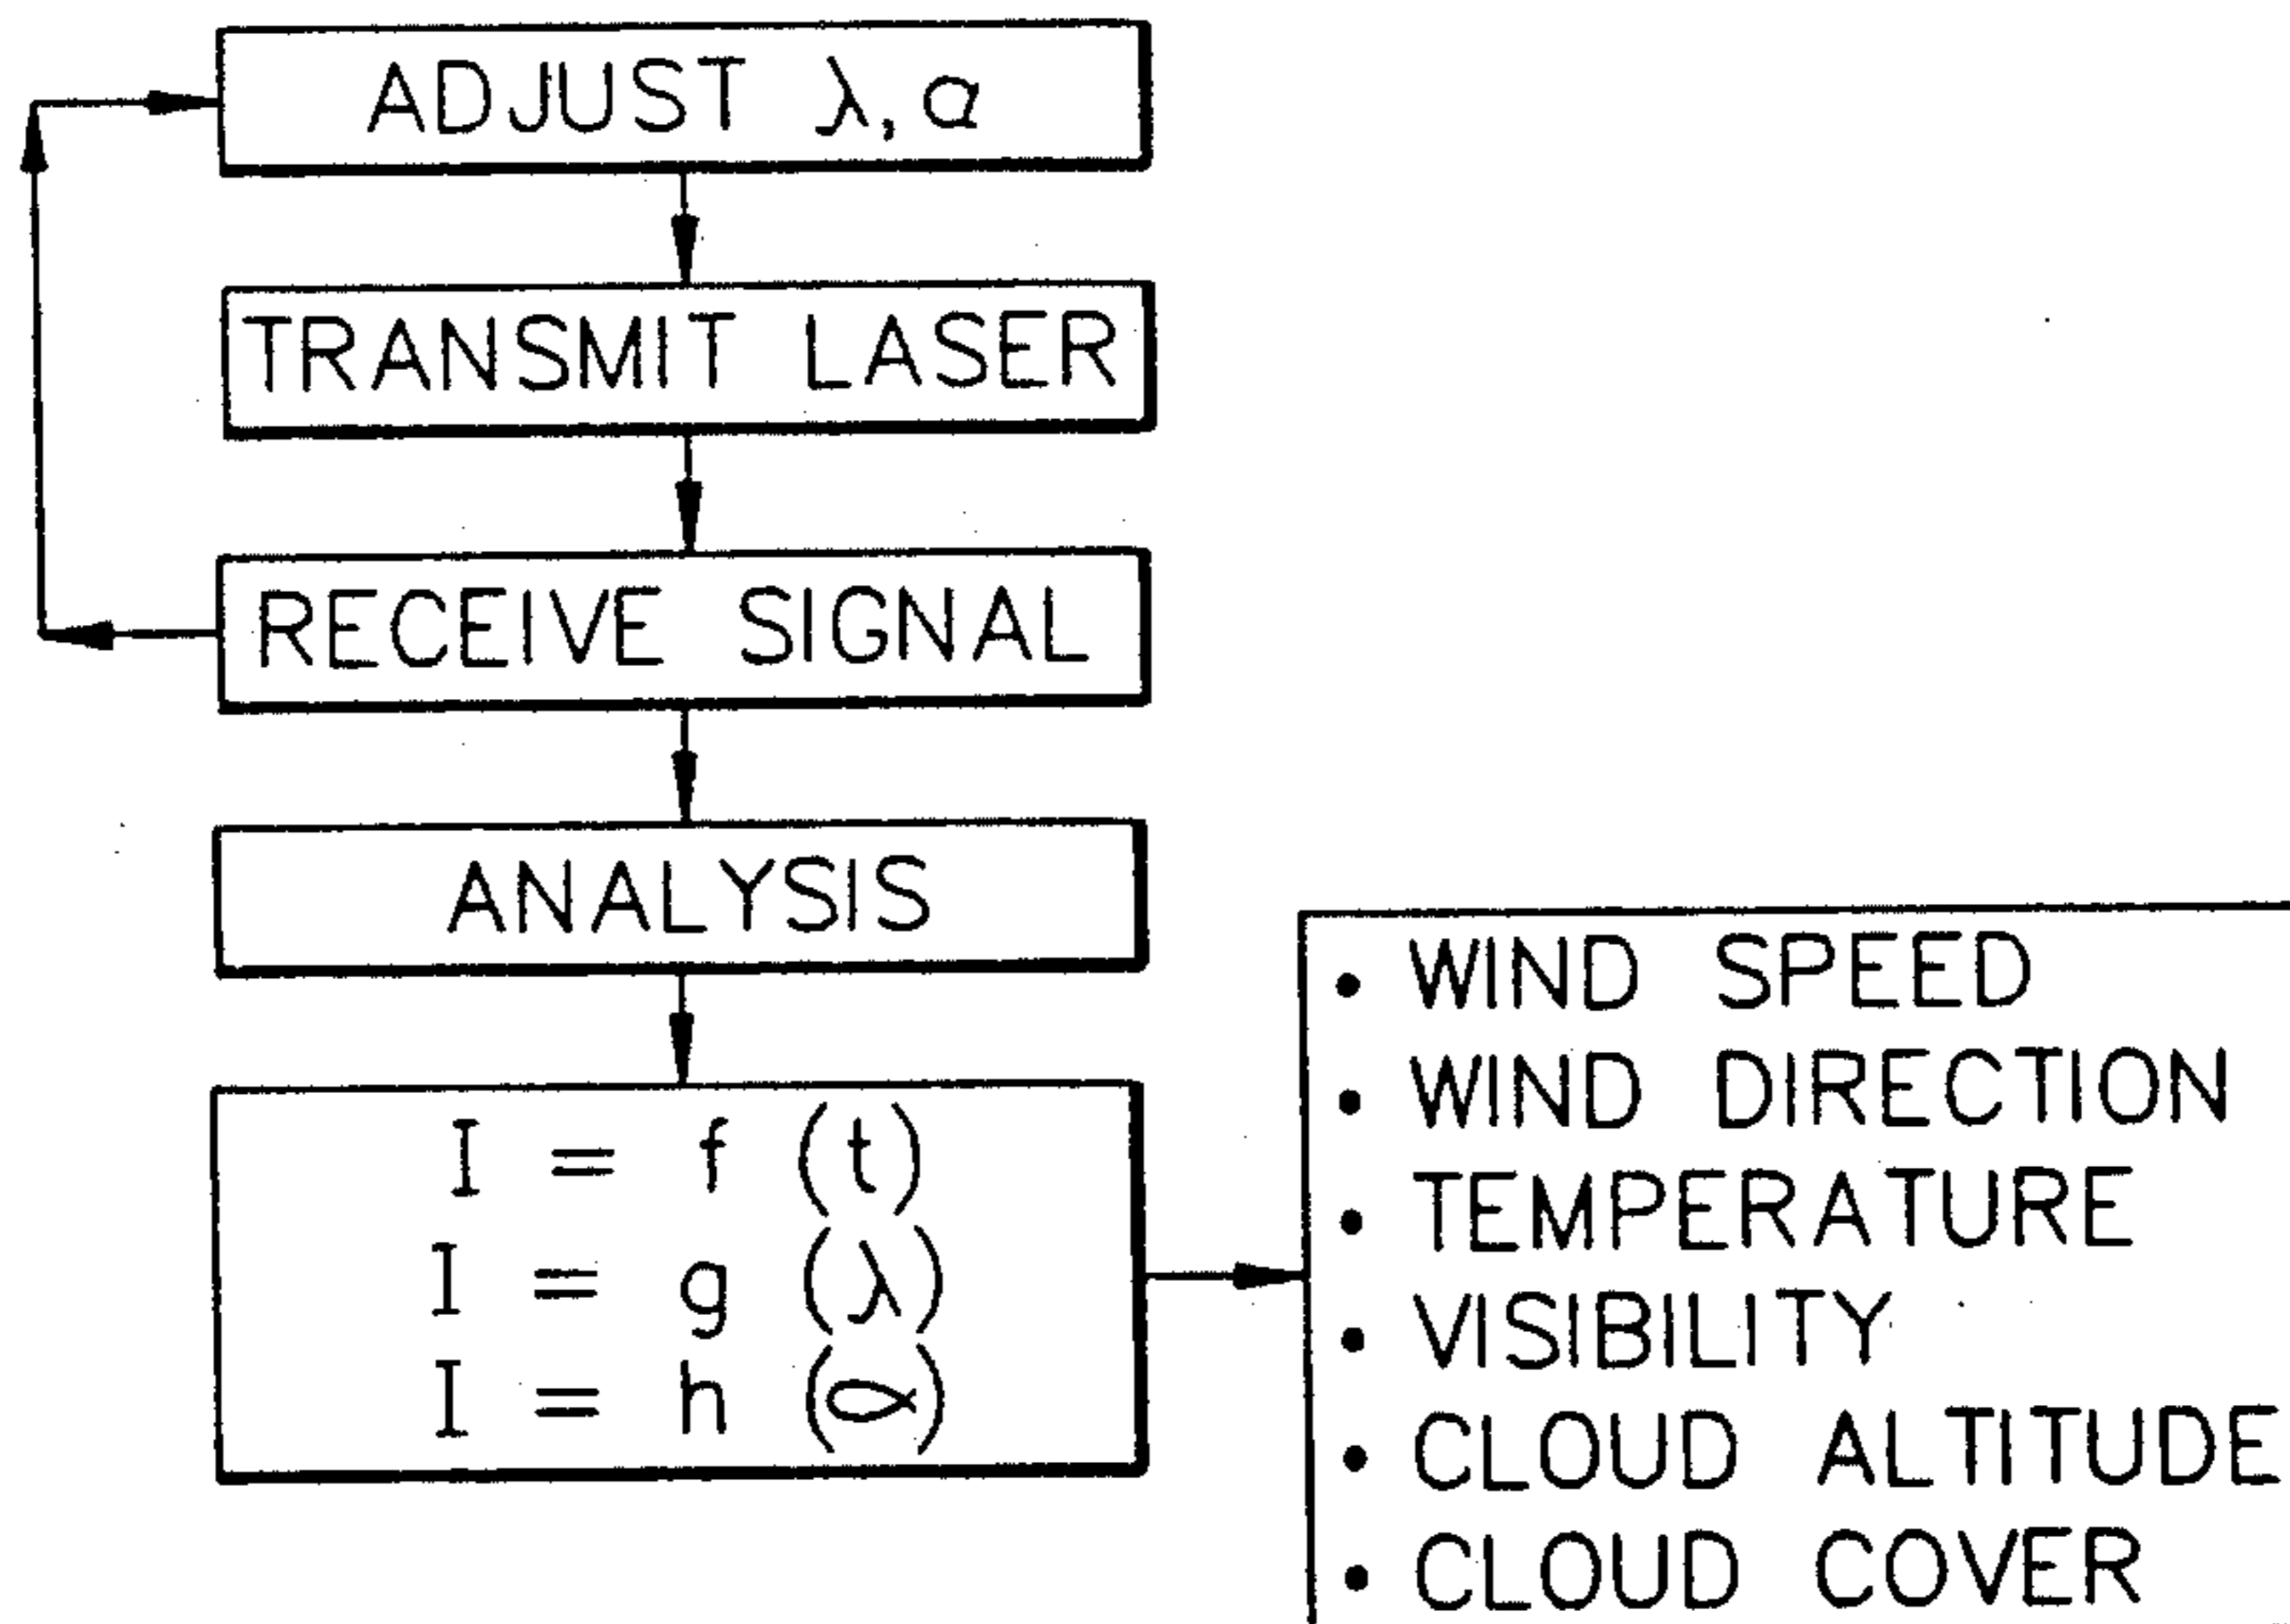 ADJUST λ, α
TRANSMIT LASER
RECEIVE SIGNAL
ANALYSIS
I = f (t)
I = g (λ)
I = h (α)
• WIND SPEED
• WIND DIRECTION
• TEMPERATURE
• VISIBILITY
• CLOUD ALTITUDE
• CLOUD COVER